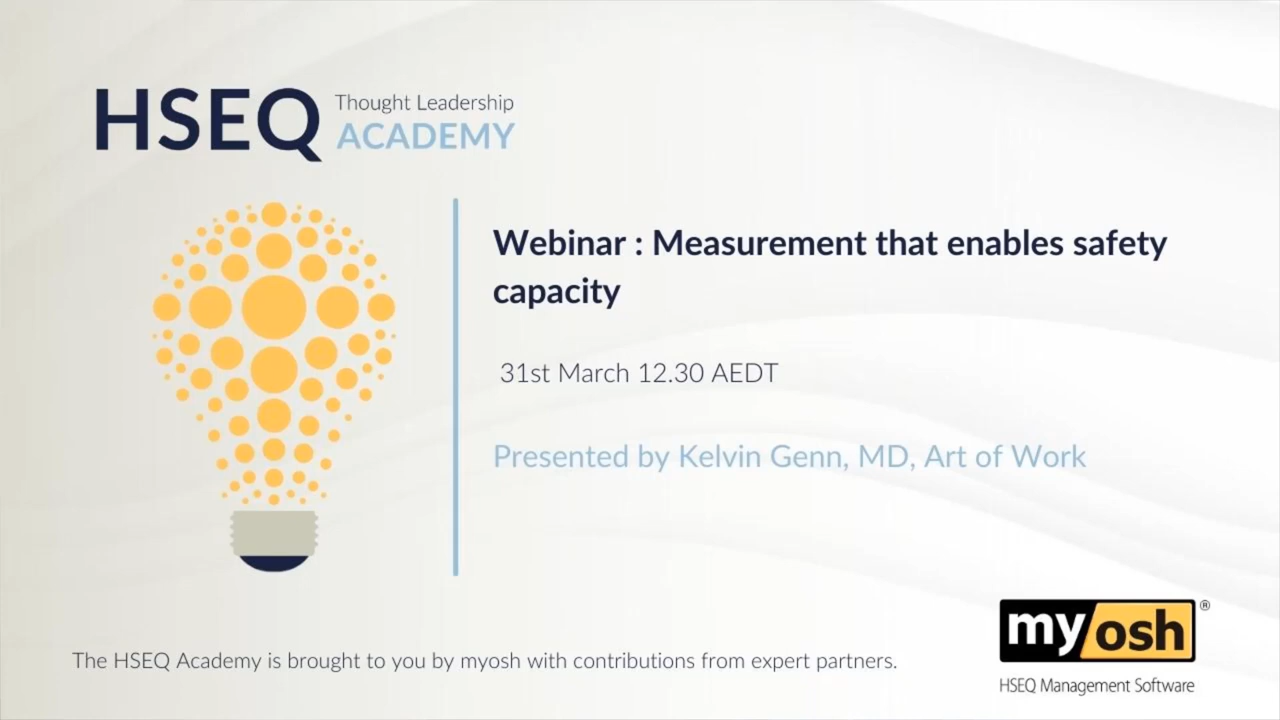 HSEQ
Thought Leadership
ACADEMY
Webinar : Measurement that enables safety
capacity
31st March 12.30 AEDT
Presented by Kelvin Genn, MD, Art of Work
The HSEQ Academy is brought to you by myosh with contributions from expert partners.
my osh ®
HSEQ Management Software